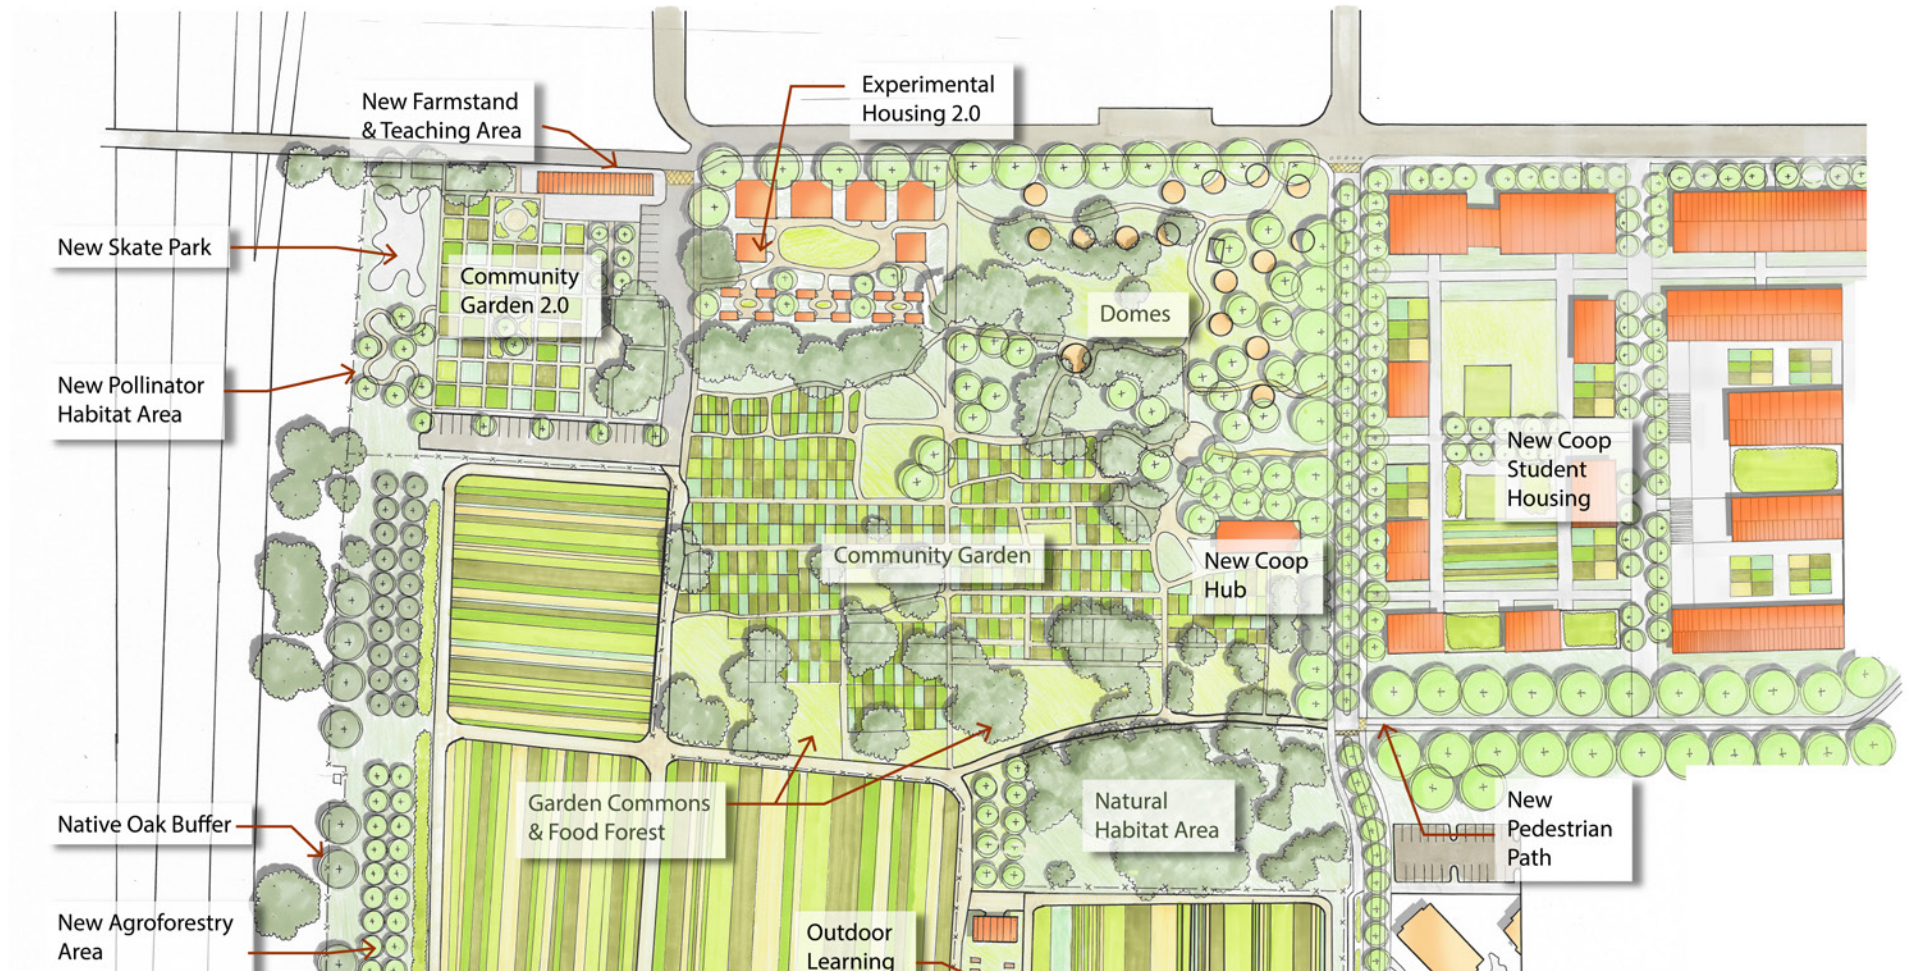 New Farmstand
& Teaching Area
Experimental
Housing 2.0
New Skate Park
Community
Garden 2.0
Domes
New Pollinator
Habitat Area
New Coop
Student
Housing
Community Garden
New Coop
Hub
Garden Commons
& Food Forest
Natural
Habitat Area
New
Pedestrian
Path
Native Oak Buffer
New Agroforestry
Area
Outdoor
Learning